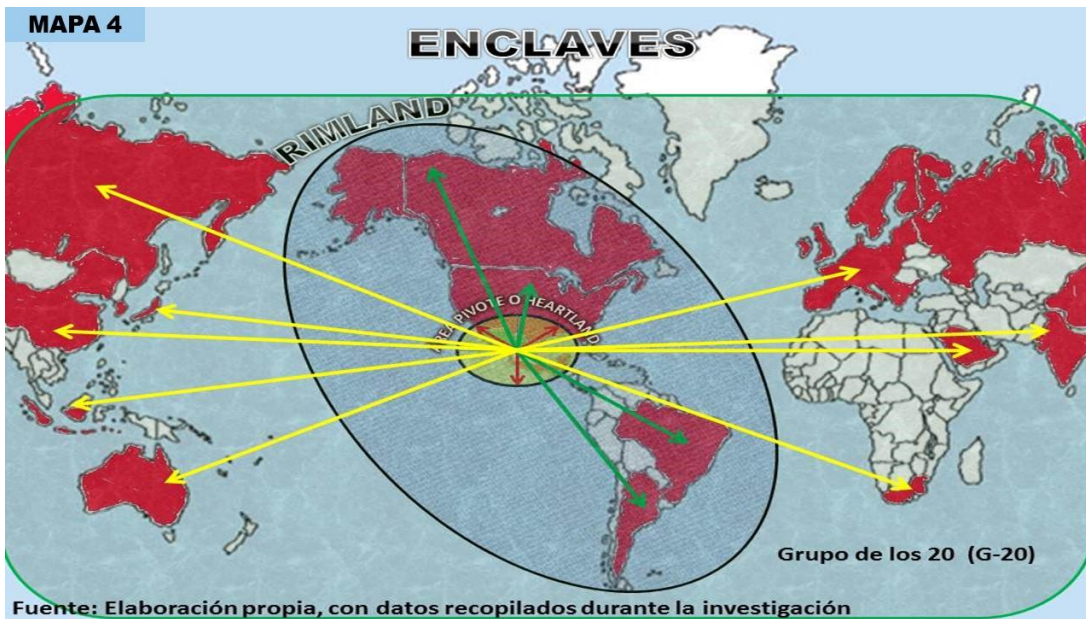 MAPA 4
ENCLAVES
RIMLAND
ÁREA PIVOTE O HEARTLAND
Grupo de los 20 (G-20)
Fuente: Elaboración propia, con datos recopilados durante la investigación